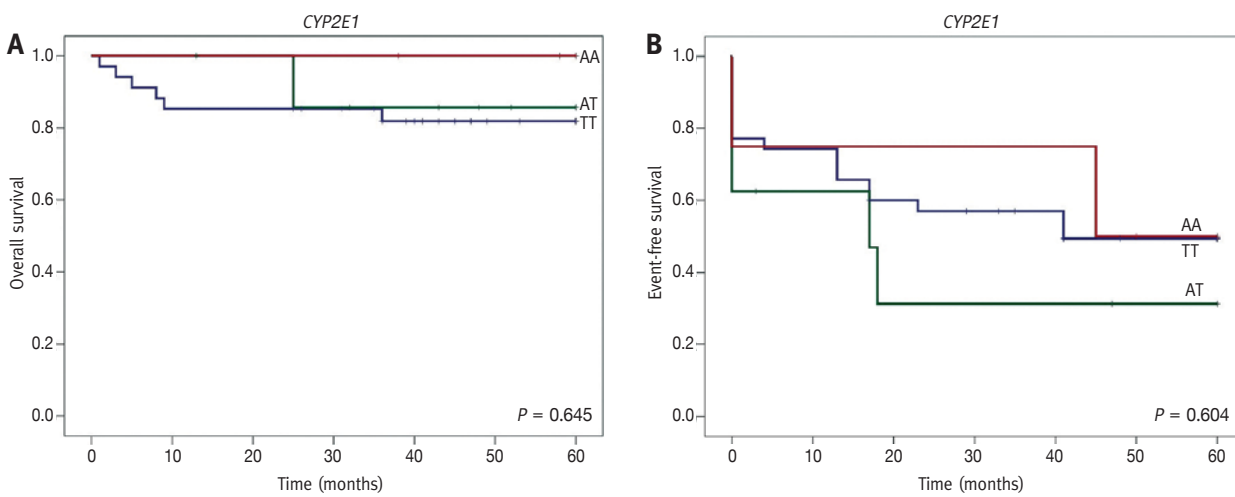 A
CYP2E1
Overall survival
1.0
0.8
0.6
0.4
0.2
0.0
AA
AT
TT
P = 0.645
0 10 20 30 40 50 60
Time (months)
B
CYP2E1
Event-free survival
1.0
0.8
0.6
0.4
0.2
0.0
AA
TT
AT
P = 0.604
0 10 20 30 40 50 60
Time (months)